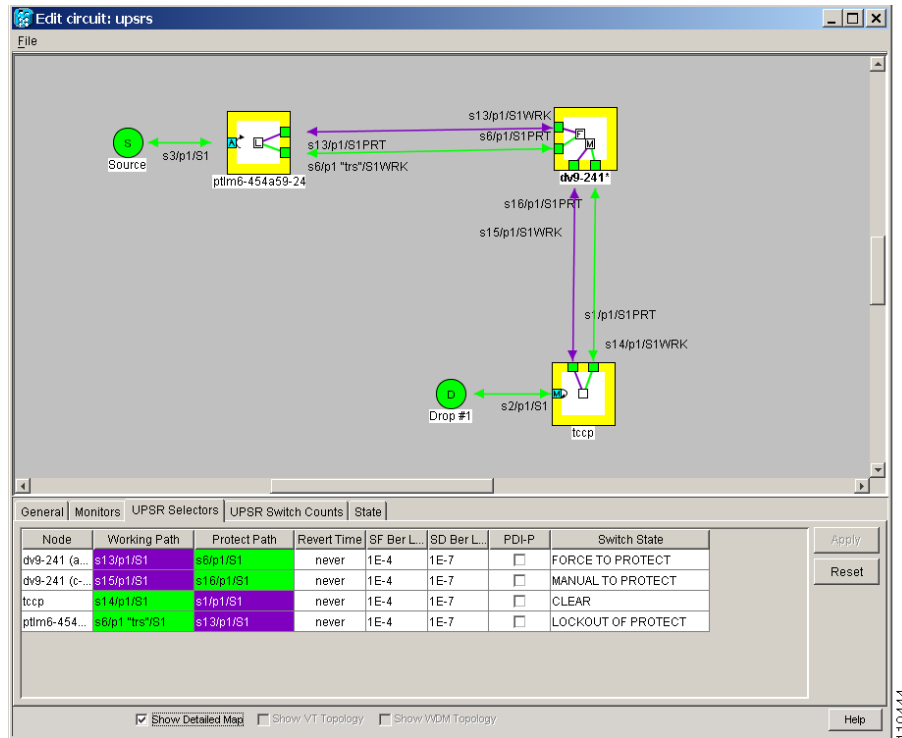 Edit circuit: upsrs
File
s13/p1/S1WRK
s6/p1/S1PRT
S
s3/p1/S1
Source
A
L
s13/p1/S1PRT
s6/p1 "trs"/S1WRK
ptlm6-454a59-24
F
M
dv9-241*
s16/p1/S1PRT
s15/p1/S1WRK
s1/p1/S1PRT
s14/p1/S1WRK
D
Drop #1
s2/p1/S1
M
tccp
General Monitors UPSR Selectors UPSR Switch Counts State
Node Working Path Protect Path Revert Time SF Ber L... SD Ber L... PDI-P Switch State
dv9-241 (a... s13/p1/S1 s6/p1/S1 never 1E-4 1E-7 FORCE TO PROTECT
dv9-241 (c-... s15/p1/S1 s16/p1/S1 never 1E-4 1E-7 MANUAL TO PROTECT
tccp s14/p1/S1 s1/p1/S1 never 1E-4 1E-7 CLEAR
ptlm6-454... s6/p1 "trs"/S1 s13/p1/S1 never 1E-4 1E-7 LOCKOUT OF PROTECT
Apply
Reset
Show Detailed Map Show VT Topology Show WDM Topology
Help
110444